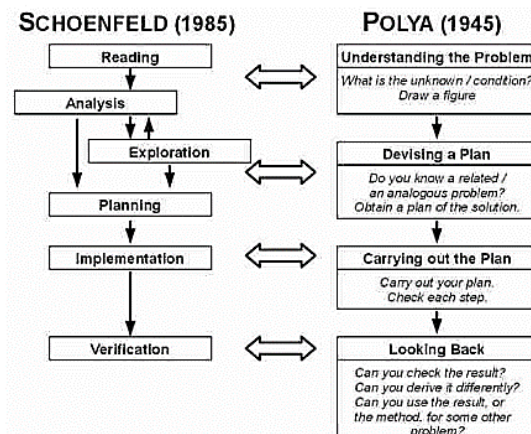 SCHOENFELD (1985)
Reading
Analysis
Exploration
Planning
Implementation
Verification
POLYA (1945)
Understanding the Problem
What is the unknown / condition?
Draw a figure
Devising a Plan
Do you know a related /
an analogous problem?
Obtain a plan of the solution.
Carrying out the Plan
Carry out your plan.
Check each step.
Looking Back
Can you check the result?
Can you derive it differently?
Can you use the result, or
the method, for some other
problem?